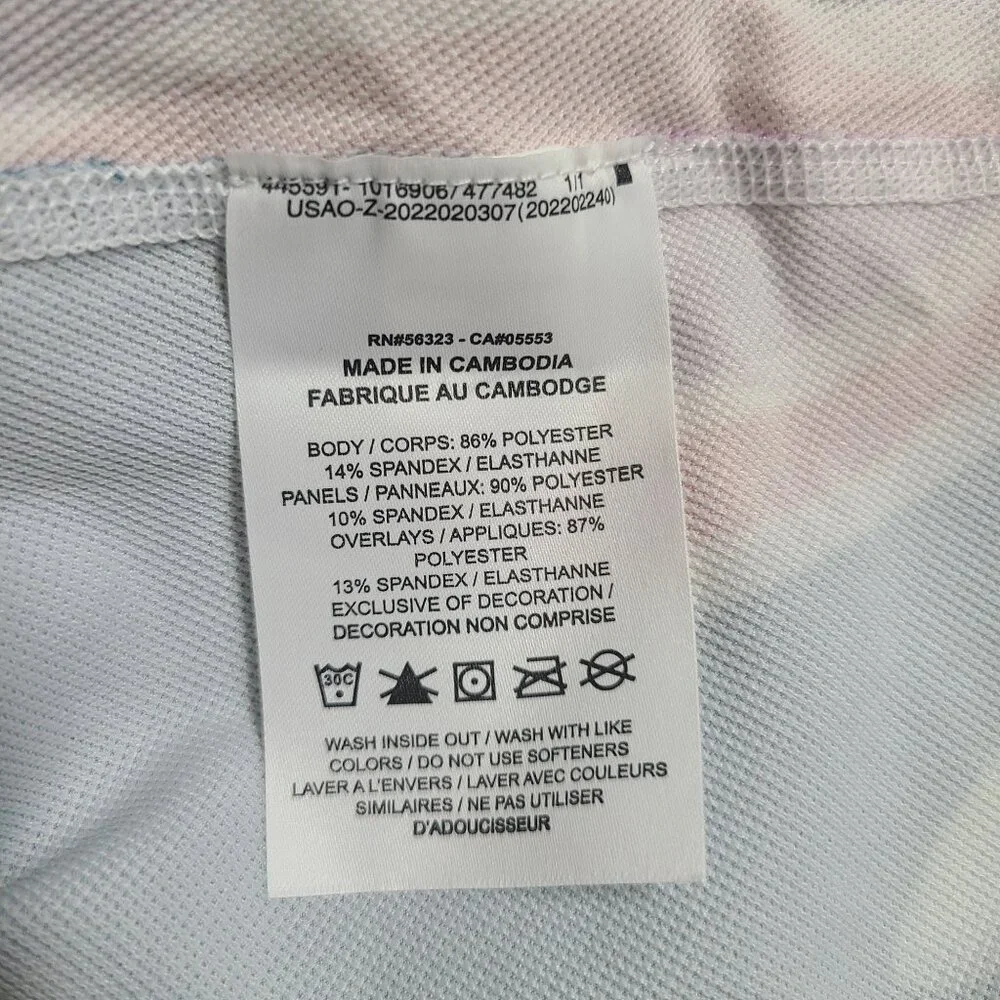 445591- 1016906/ 477482 1/1
USAO-Z-2022020307(202202240)
RN#56323 - CA#05553
MADE IN CAMBODIA
FABRIQUE AU CAMBODGE
BODY / CORPS: 86% POLYESTER
14% SPANDEX / ELASTHANNE
PANELS / PANNEAUX: 90% POLYESTER
10% SPANDEX / ELASTHANNE
OVERLAYS / APPLIQUES: 87%
POLYESTER
13% SPANDEX / ELASTHANNE
EXCLUSIVE OF DECORATION /
DECORATION NON COMPRISE
30C
WASH INSIDE OUT / WASH WITH LIKE
COLORS / DO NOT USE SOFTENERS
LAVER A L'ENVERS / LAVER AVEC COULEURS
SIMILAIRES / NE PAS UTILISER
D'ADOUCISSEUR